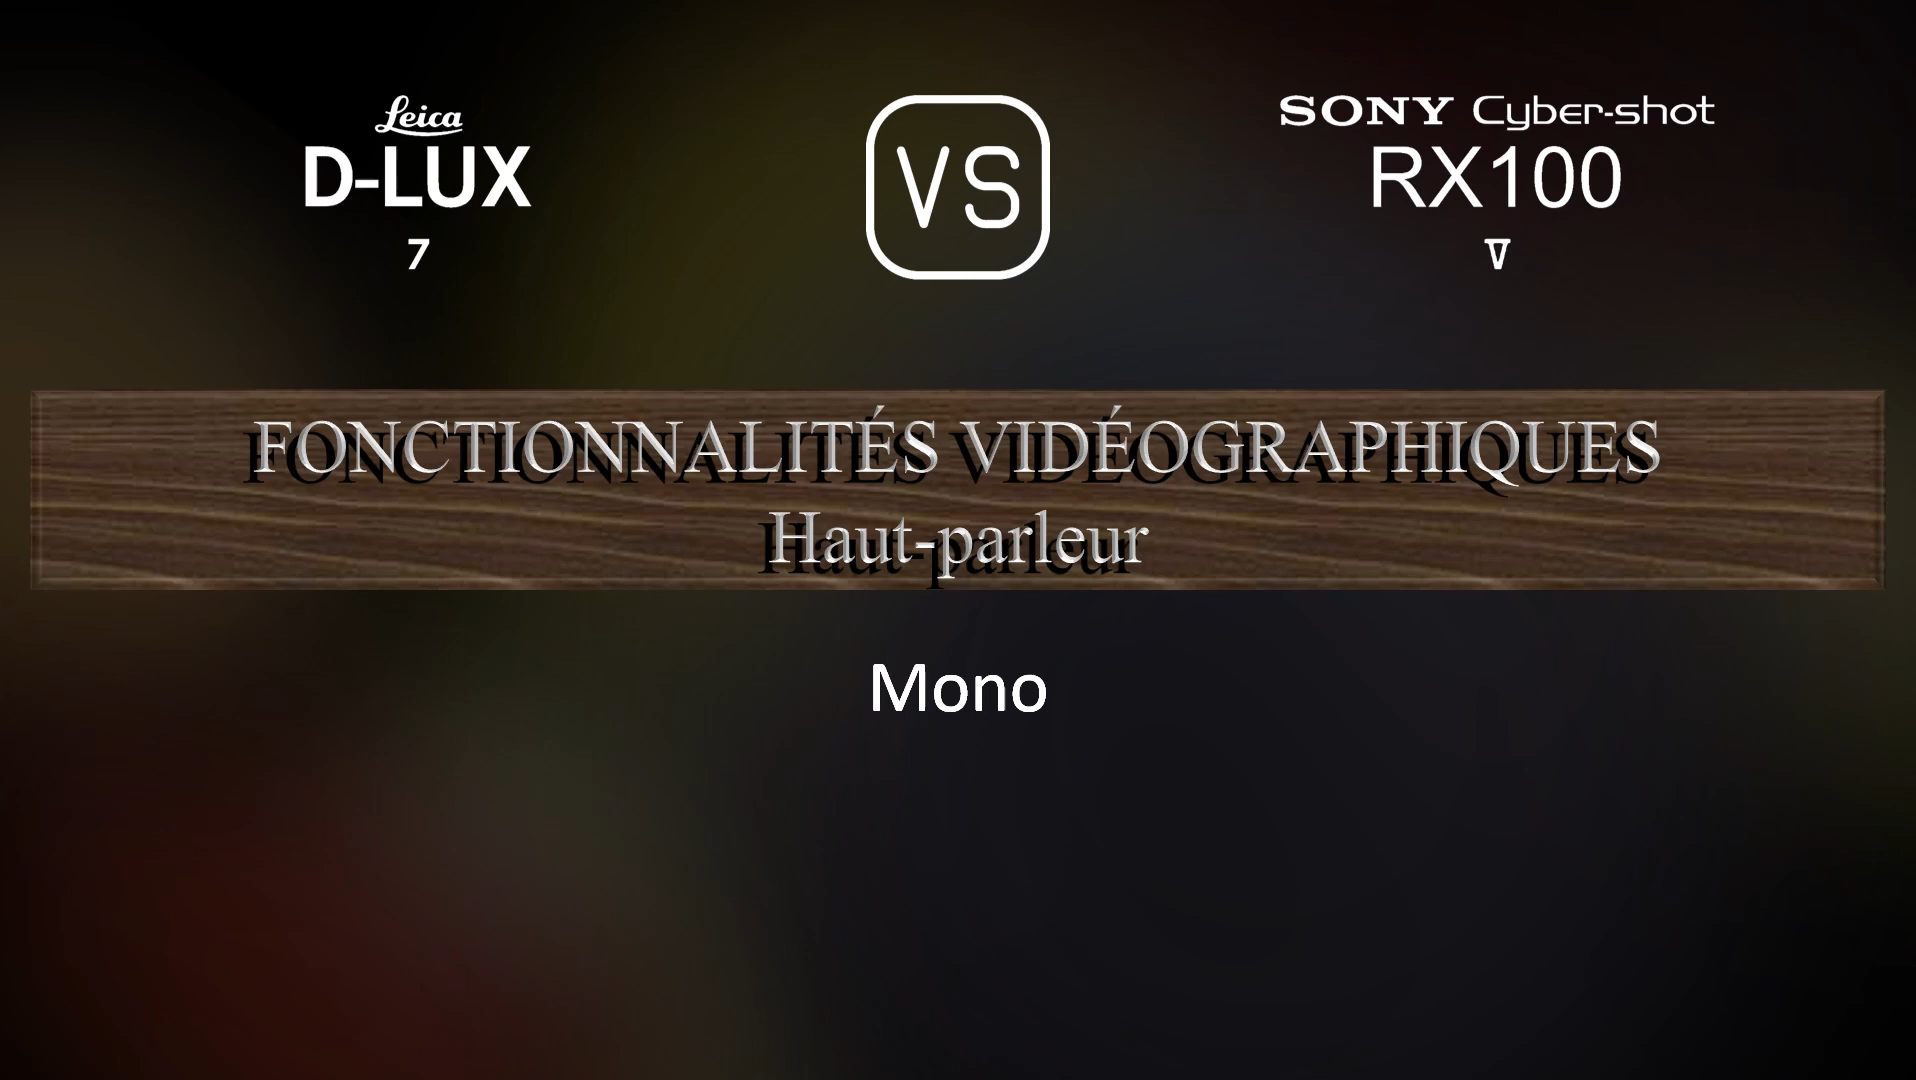 Leica
D-LUX
7
VS
SONY Cyber-shot
RX100
V
FONCTIONNALITÉS VIDÉOGRAPHIQUES
Haut-parleur
Mono